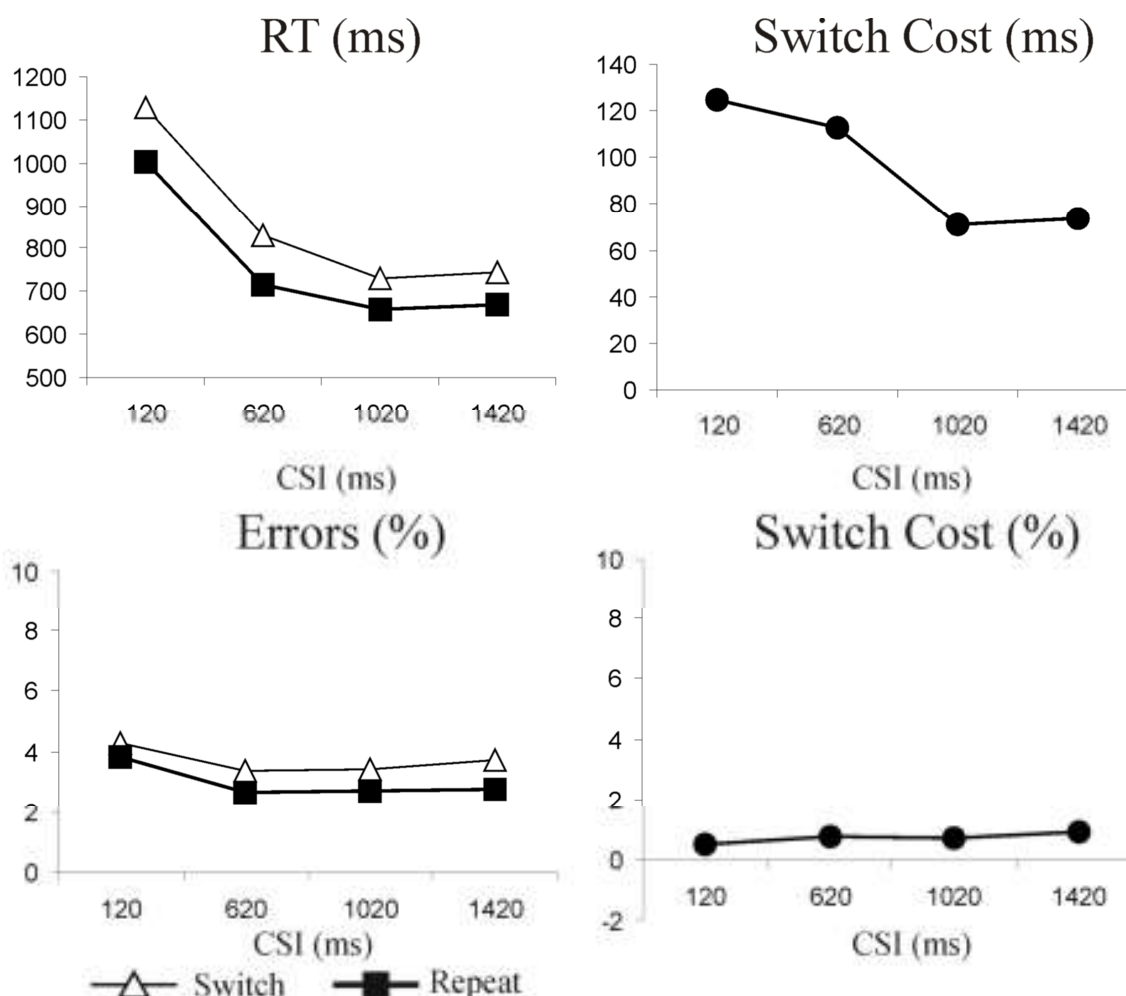 RT (ms)
1200
1100
1000
900
800
700
600
500
120 620 1020 1420
CSI (ms)
Switch Cost (ms)
140
120
100
80
60
40
20
0
120 620 1020 1420
CSI (ms)
Errors (%)
10
8
6
4
2
0
120 620 1020 1420
CSI (ms)
Switch Cost (%)
10
8
6
4
2
0
-2
120 620 1020 1420
CSI (ms)
Switch Repeat